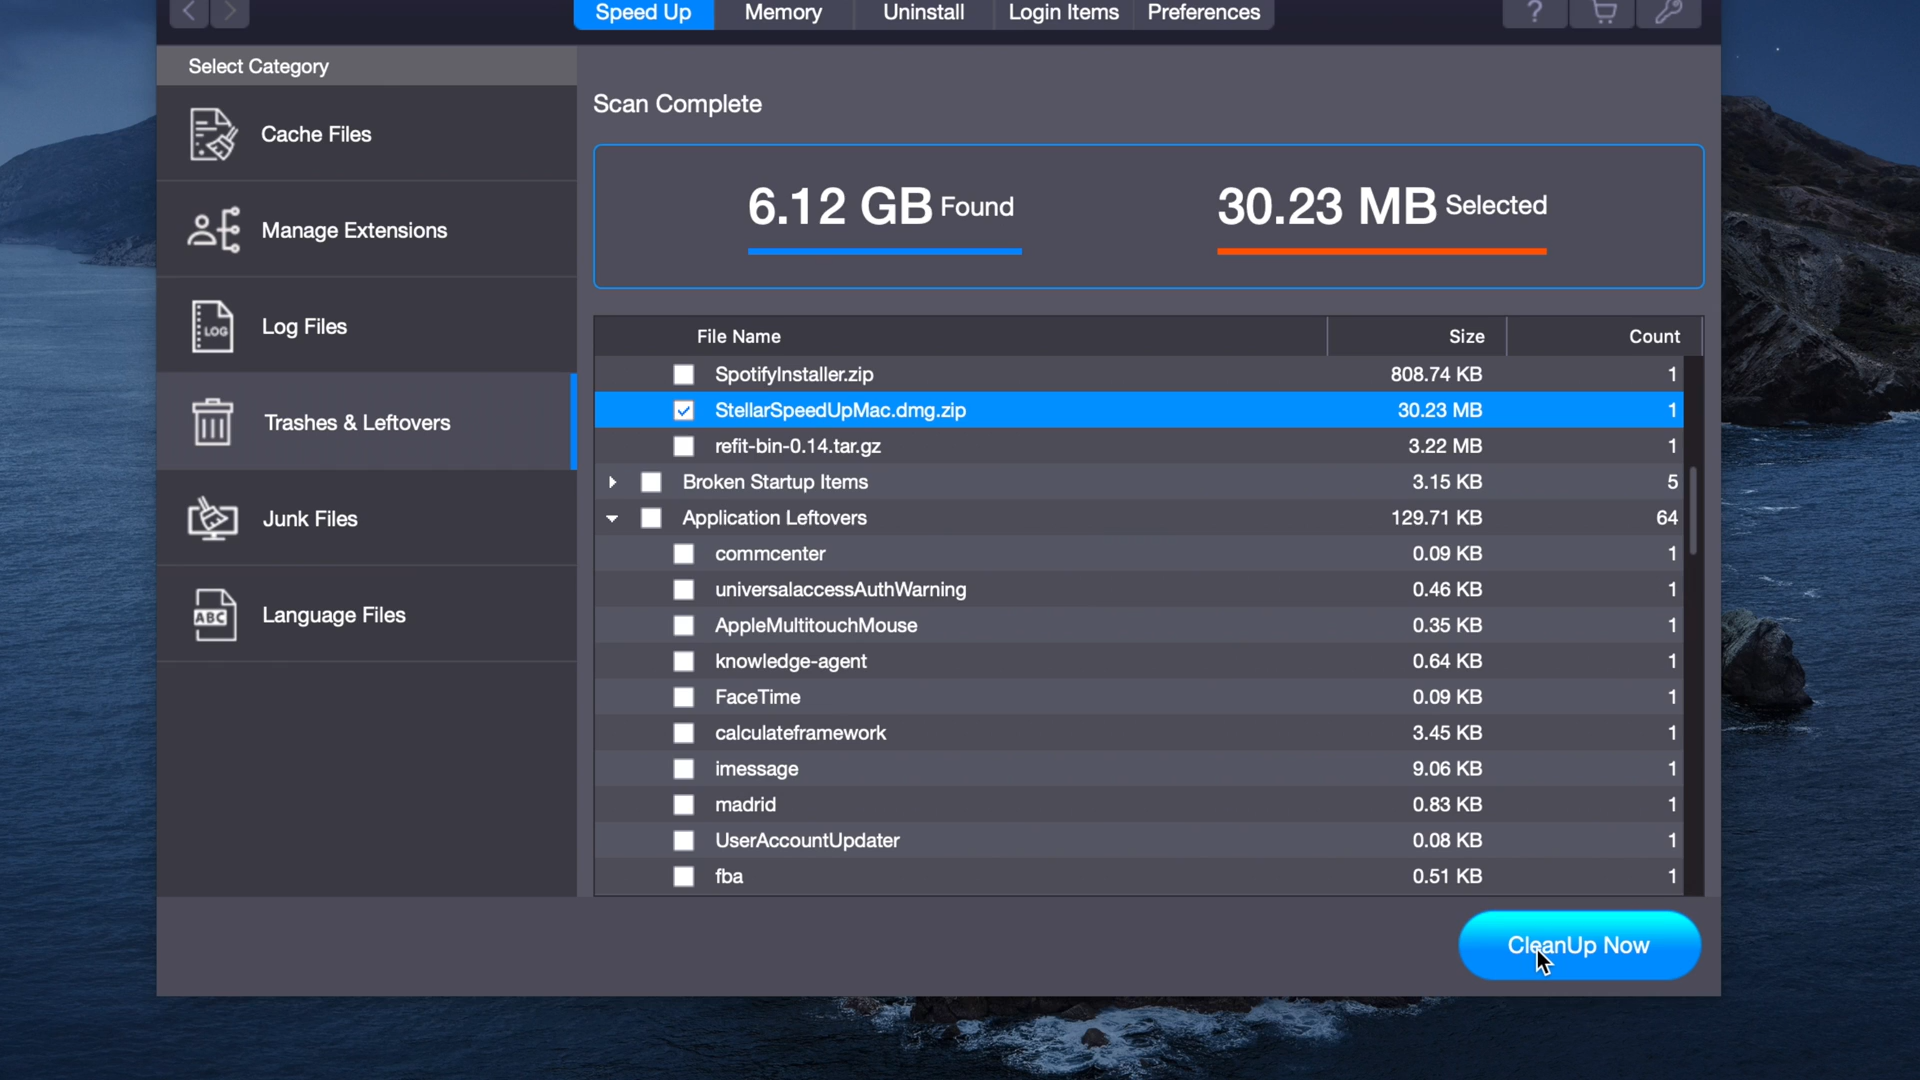 Speed Up Memory Uninstall Login Items Preferences ?
Select Category
Cache Files
Manage Extensions
LOG Log Files
Trashes & Leftovers
Junk Files
ABC Language Files
Scan Complete
6.12 GB Found 30.23 MB Selected
File Name Size Count
SpotifyInstaller.zip 808.74 KB 1
StellarSpeedUpMac.dmg.zip 30.23 MB 1
refit-bin-0.14.tar.gz 3.22 MB 1
Broken Startup Items 3.15 KB 5
Application Leftovers 129.71 KB 64
commcenter 0.09 KB 1
universalaccessAuthWarning 0.46 KB 1
AppleMultitouchMouse 0.35 KB 1
knowledge-agent 0.64 KB 1
FaceTime 0.09 KB 1
calculateframework 3.45 KB 1
imessage 9.06 KB 1
madrid 0.83 KB 1
UserAccountUpdater 0.08 KB 1
fba 0.51 KB 1
CleanUp Now